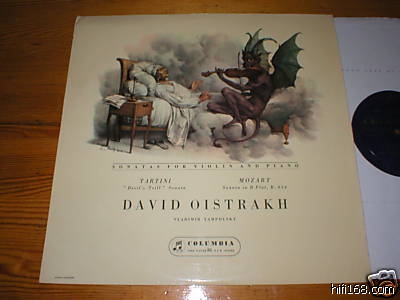 SONATAS FOR VIOLIN AND PIANO
TARTINI MOZART
"Devil's Trill" Sonata Sonata in B Flat, K.454
DAVID OISTRAKH
VLADIMIR YAMPOLSKY
COLUMBIA
hifi168.com